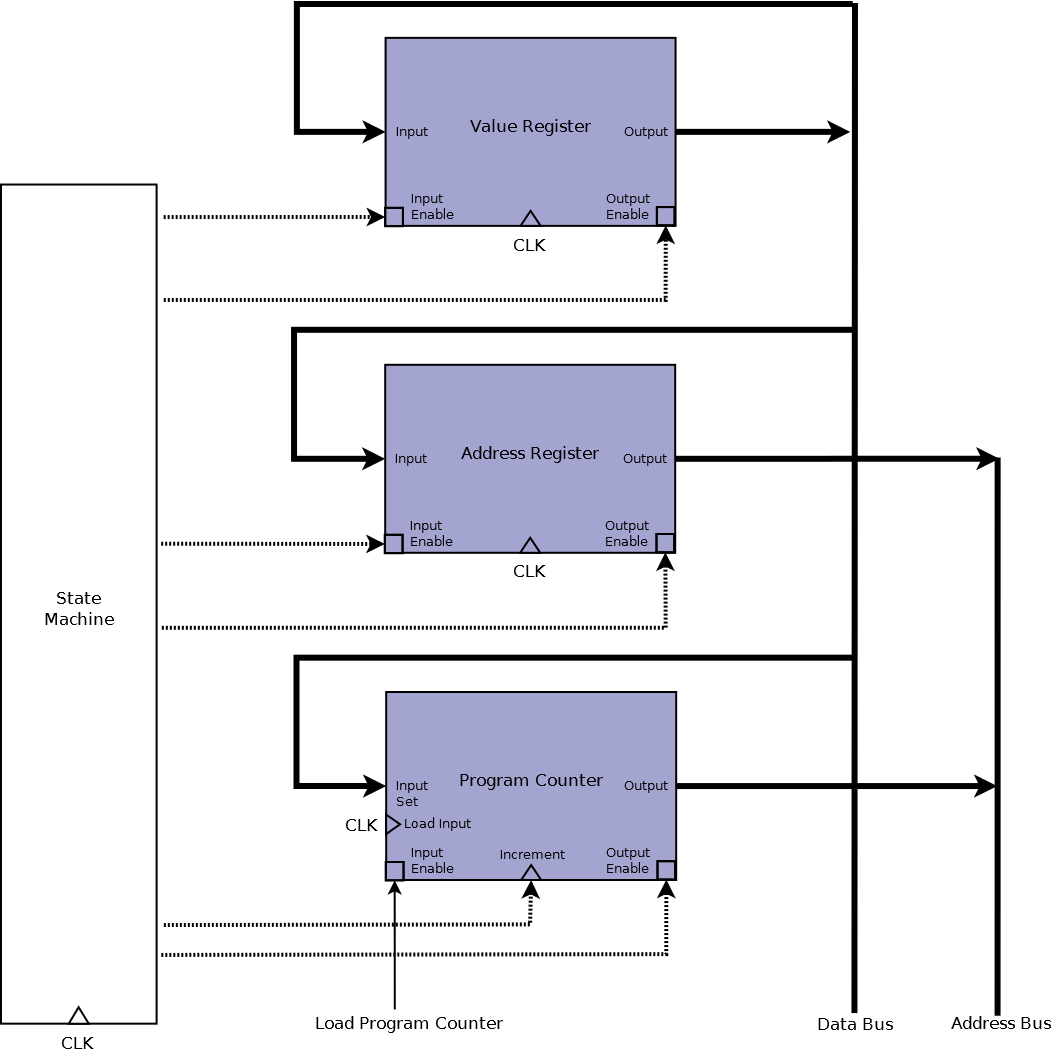 Value Register
Input
Output
Input
Enable
Output
Enable
CLK
Address Register
Input
Output
Input
Enable
Output
Enable
CLK
State
Machine
Program Counter
Input
Set
Output
CLK
Load Input
Input
Enable
Increment
Output
Enable
Load Program Counter
Data Bus
Address Bus
CLK